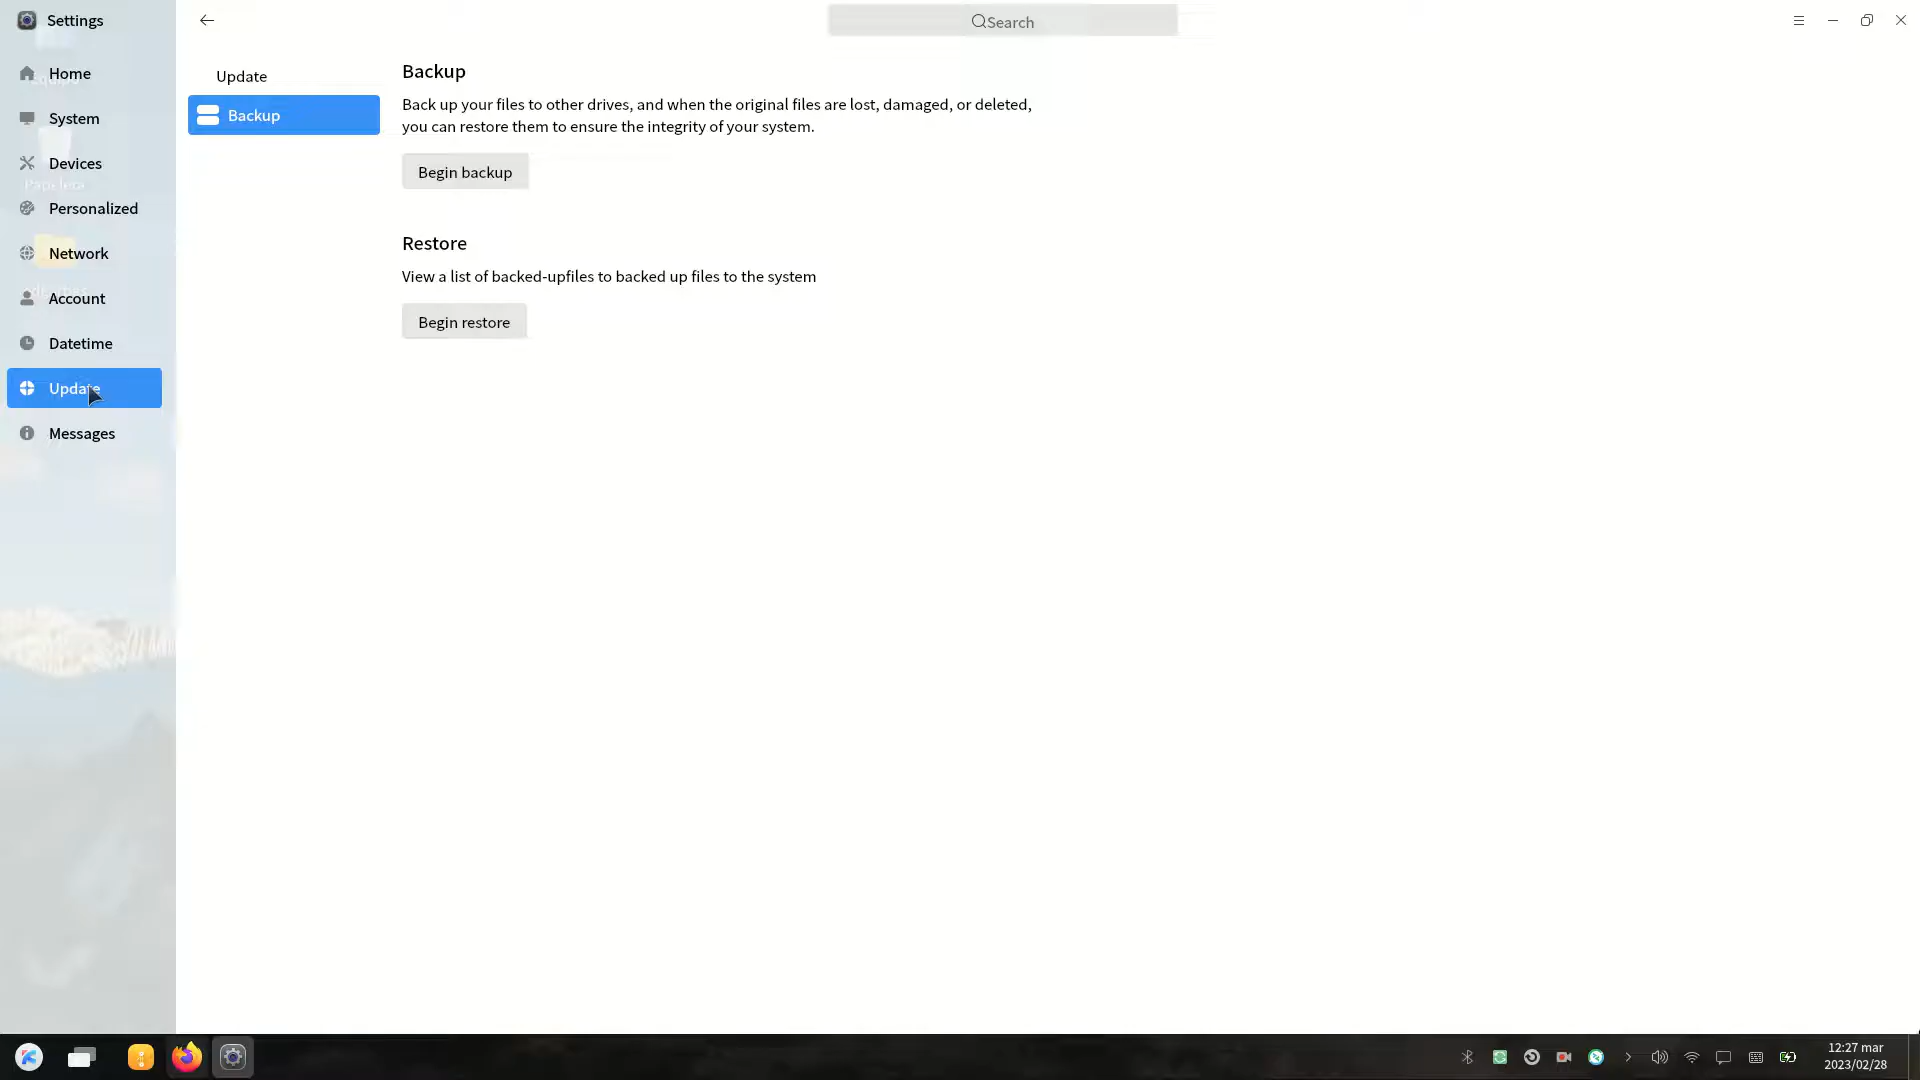 Settings
Search
Home
System
Devices
Papelera
Personalized
Network
Account
Datetime
Update
Messages
Update
Backup
Backup
Back up your files to other drives, and when the original files are lost, damaged, or deleted,
you can restore them to ensure the integrity of your system.
Begin backup
Restore
View a list of backed-upfiles to backed up files to the system
Begin restore
12:27 mar
2023/02/28